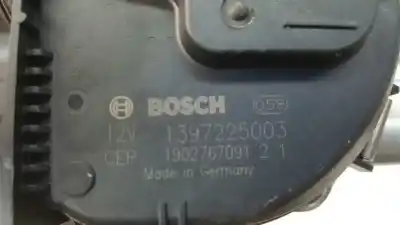 BOSCH
12V 1397225003
CEP 1902767091 2 1
Made in Germany